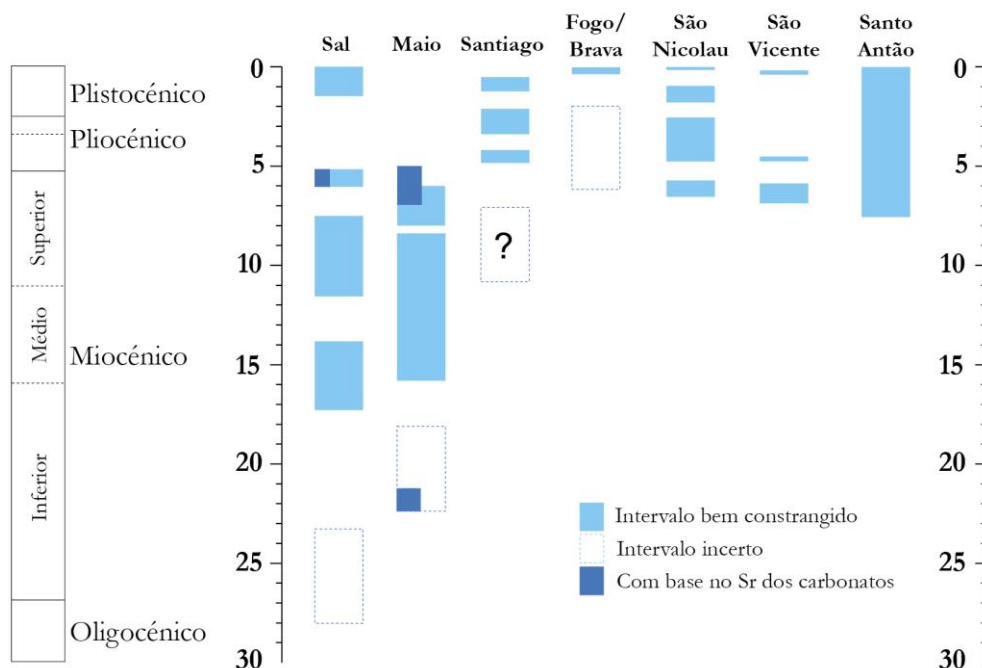 Sal
Maio
Santiago
Fogo/
Brava
São
Nicolau
São
Vicente
Santo
Antão
Plistocénico
Pliocénico
Superior
Médio
Miocénico
Inferior
Oligocénico
0
5
10
15
20
25
30
?
0
5
10
15
20
25
30
Intervalo bem constrangido
Intervalo incerto
Com base no Sr dos carbonatos